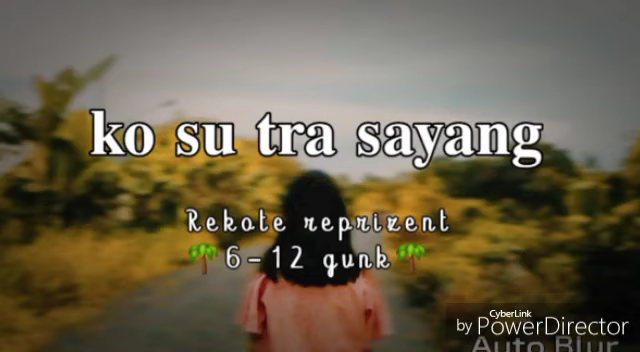 ko su tra sayang
Rekote reprizent
🌴6-12 gunk🌴
CyberLink
by PowerDirector
Auto Blur